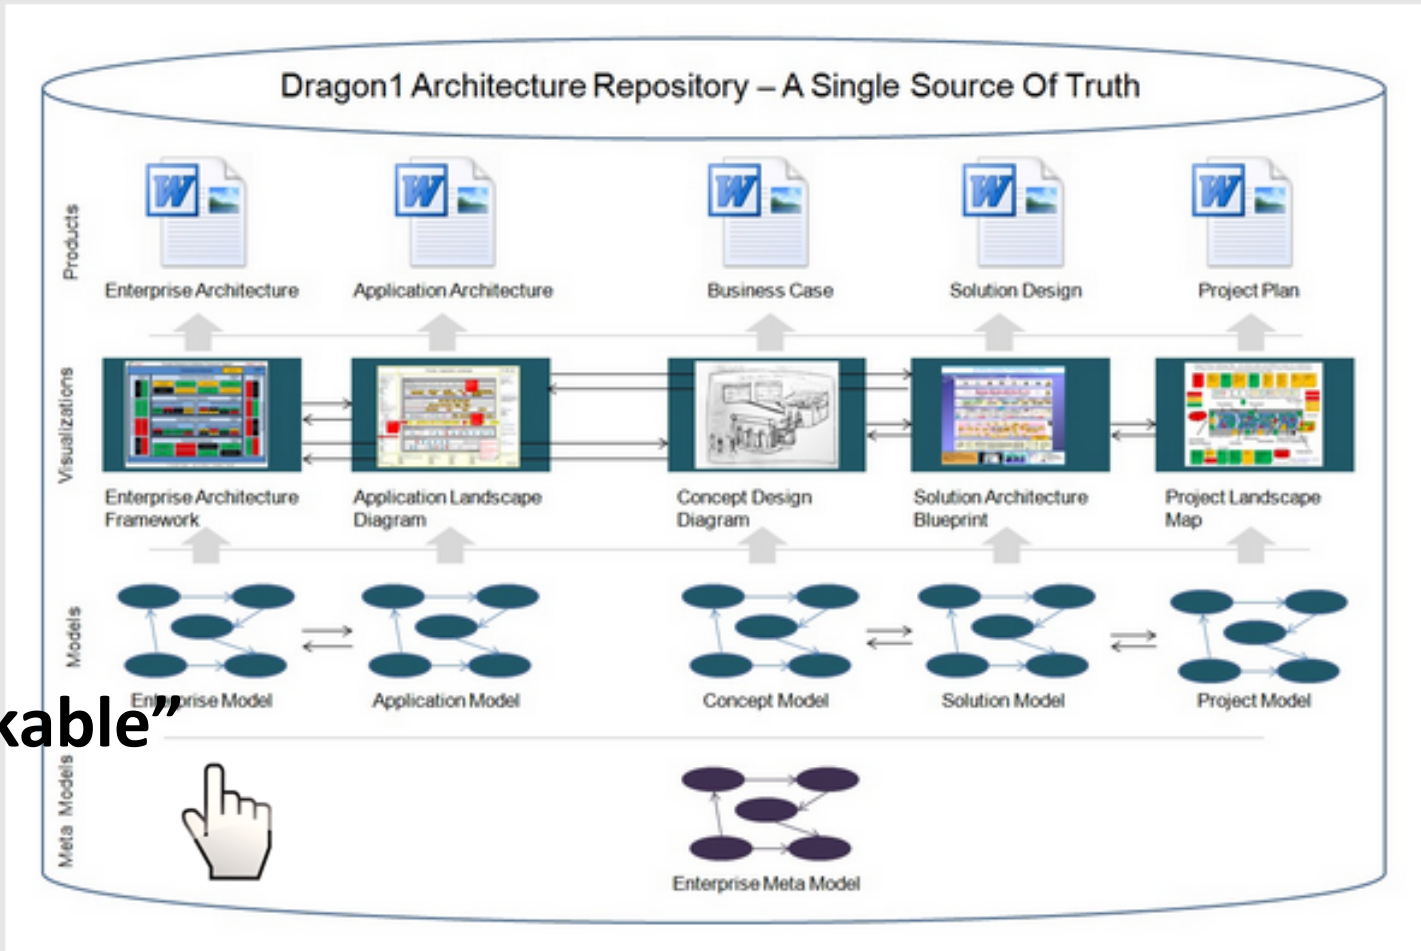 Dragon1 Architecture Repository – A Single Source Of Truth
Products
W
W
W
W
W
Enterprise Architecture
Application Architecture
Business Case
Solution Design
Project Plan
Visualizations
Enterprise Architecture
Framework
Application Landscape
Diagram
Concept Design
Diagram
Solution Architecture
Blueprint
Project Landscape
Map
Models
Enterprise Model
Application Model
Concept Model
Solution Model
Project Model
kable”
Meta Models
Enterprise Meta Model